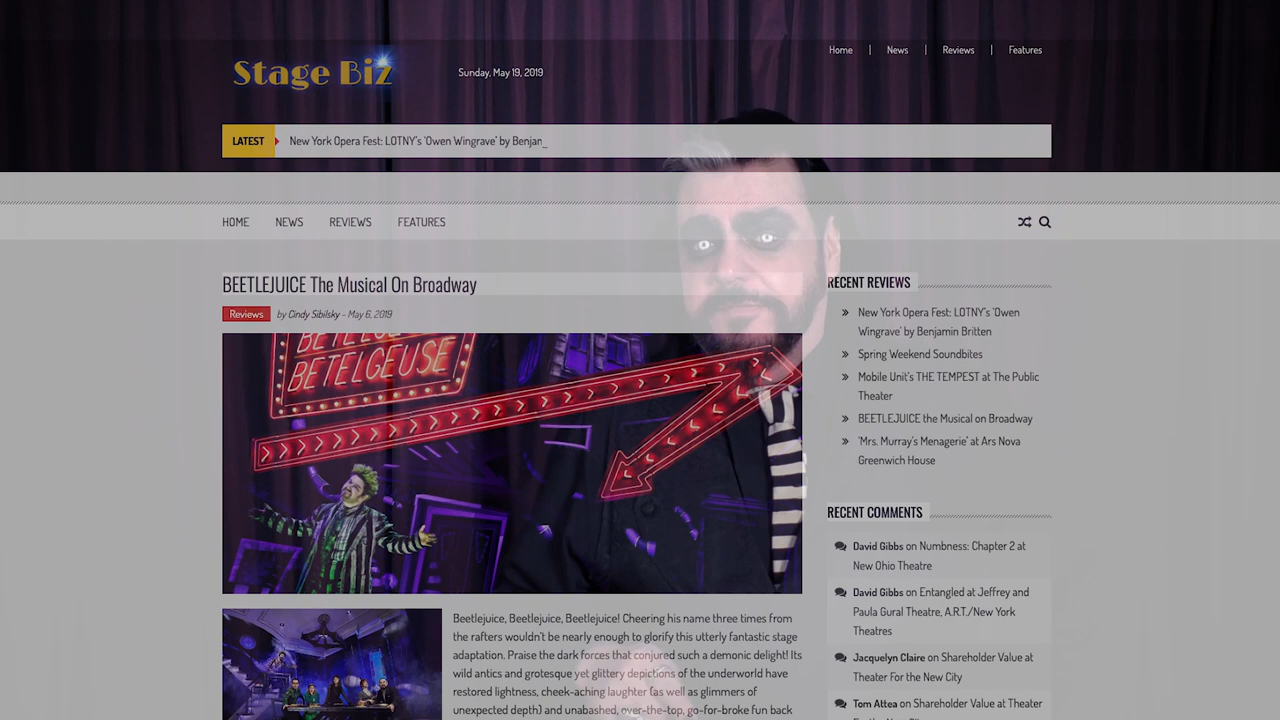 Home
News
Reviews
Features
Stage Biz
Sunday, May 19, 2019
LATEST
New York Opera Fest: LOTNY's 'Owen Wingrave' by Benjan_
HOME
NEWS
REVIEWS
FEATURES
BEETLEJUICE The Musical On Broadway
Reviews
by Cindy Sibilsky - May 6, 2019
BETELGEUSE
BETELGEUSE
Beetlejuice, Beetlejuice, Beetlejuice! Cheering his name three times from
the rafters wouldn't be nearly enough to glorify this utterly fantastic stage
adaptation. Praise the dark forces that conjured such a demonic delight! Its
wild antics and grotesque yet glittery depictions of the underworld have
restored lightness, cheek-aching laughter (as well as glimmers of
unexpected depth) and unabashed, over-the-top, go-for-broke fun back
RECENT REVIEWS
New York Opera Fest: LOTNY's 'Owen
Wingrave' by Benjamin Britten
Spring Weekend Soundbites
Mobile Unit's THE TEMPEST at The Public
Theater
BEETLEJUICE the Musical on Broadway
'Mrs. Murray's Menagerie' at Ars Nova
Greenwich House
RECENT COMMENTS
David Gibbs on Numbness: Chapter 2 at
New Ohio Theatre
David Gibbs on Entangled at Jeffrey and
Paula Gural Theatre, A.R.T./New York
Theatres
Jacquelyn Claire on Shareholder Value at
Theater For the New City
Tom Attea on Shareholder Value at Theater